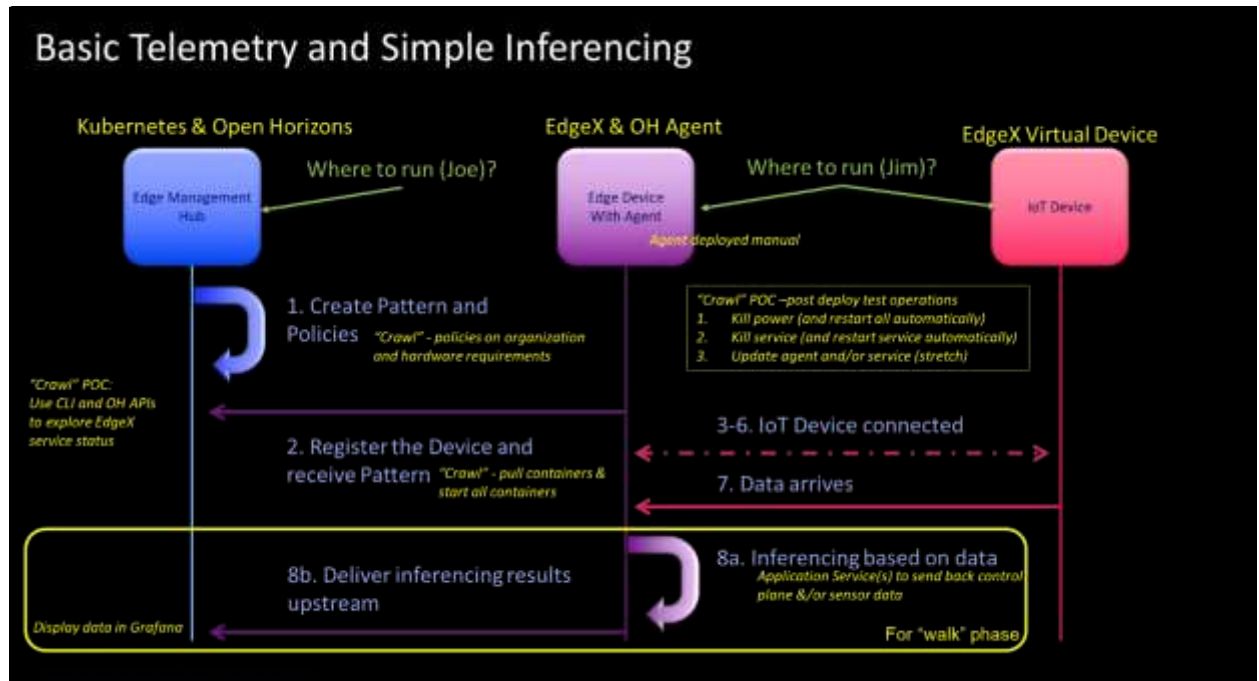 Basic Telemetry and Simple Inferencing
Kubernetes & Open Horizons
EdgeX & OH Agent
EdgeX Virtual Device
Where to run (Joe)?
Where to run (Jim)?
Edge Management
Hub
Edge Device
With Agent
IoT Device
Agent deployed manual
1. Create Pattern and
Policies
"Crawl" - policies on organization
and hardware requirements
"Crawl" POC –post deploy test operations
1. Kill power (and restart all automatically)
2. Kill service (and restart service automatically)
3. Update agent and/or service (stretch)
"Crawl" POC:
Use CLI and OH APIs
to explore EdgeX
service status
2. Register the Device and
receive Pattern
"Crawl" - pull containers &
start all containers
3-6. IoT Device connected
7. Data arrives
8a. Inferencing based on data
Application Service(s) to send back control
plane &/or sensor data
8b. Deliver inferencing results
upstream
Display data in Grafana
For "walk" phase